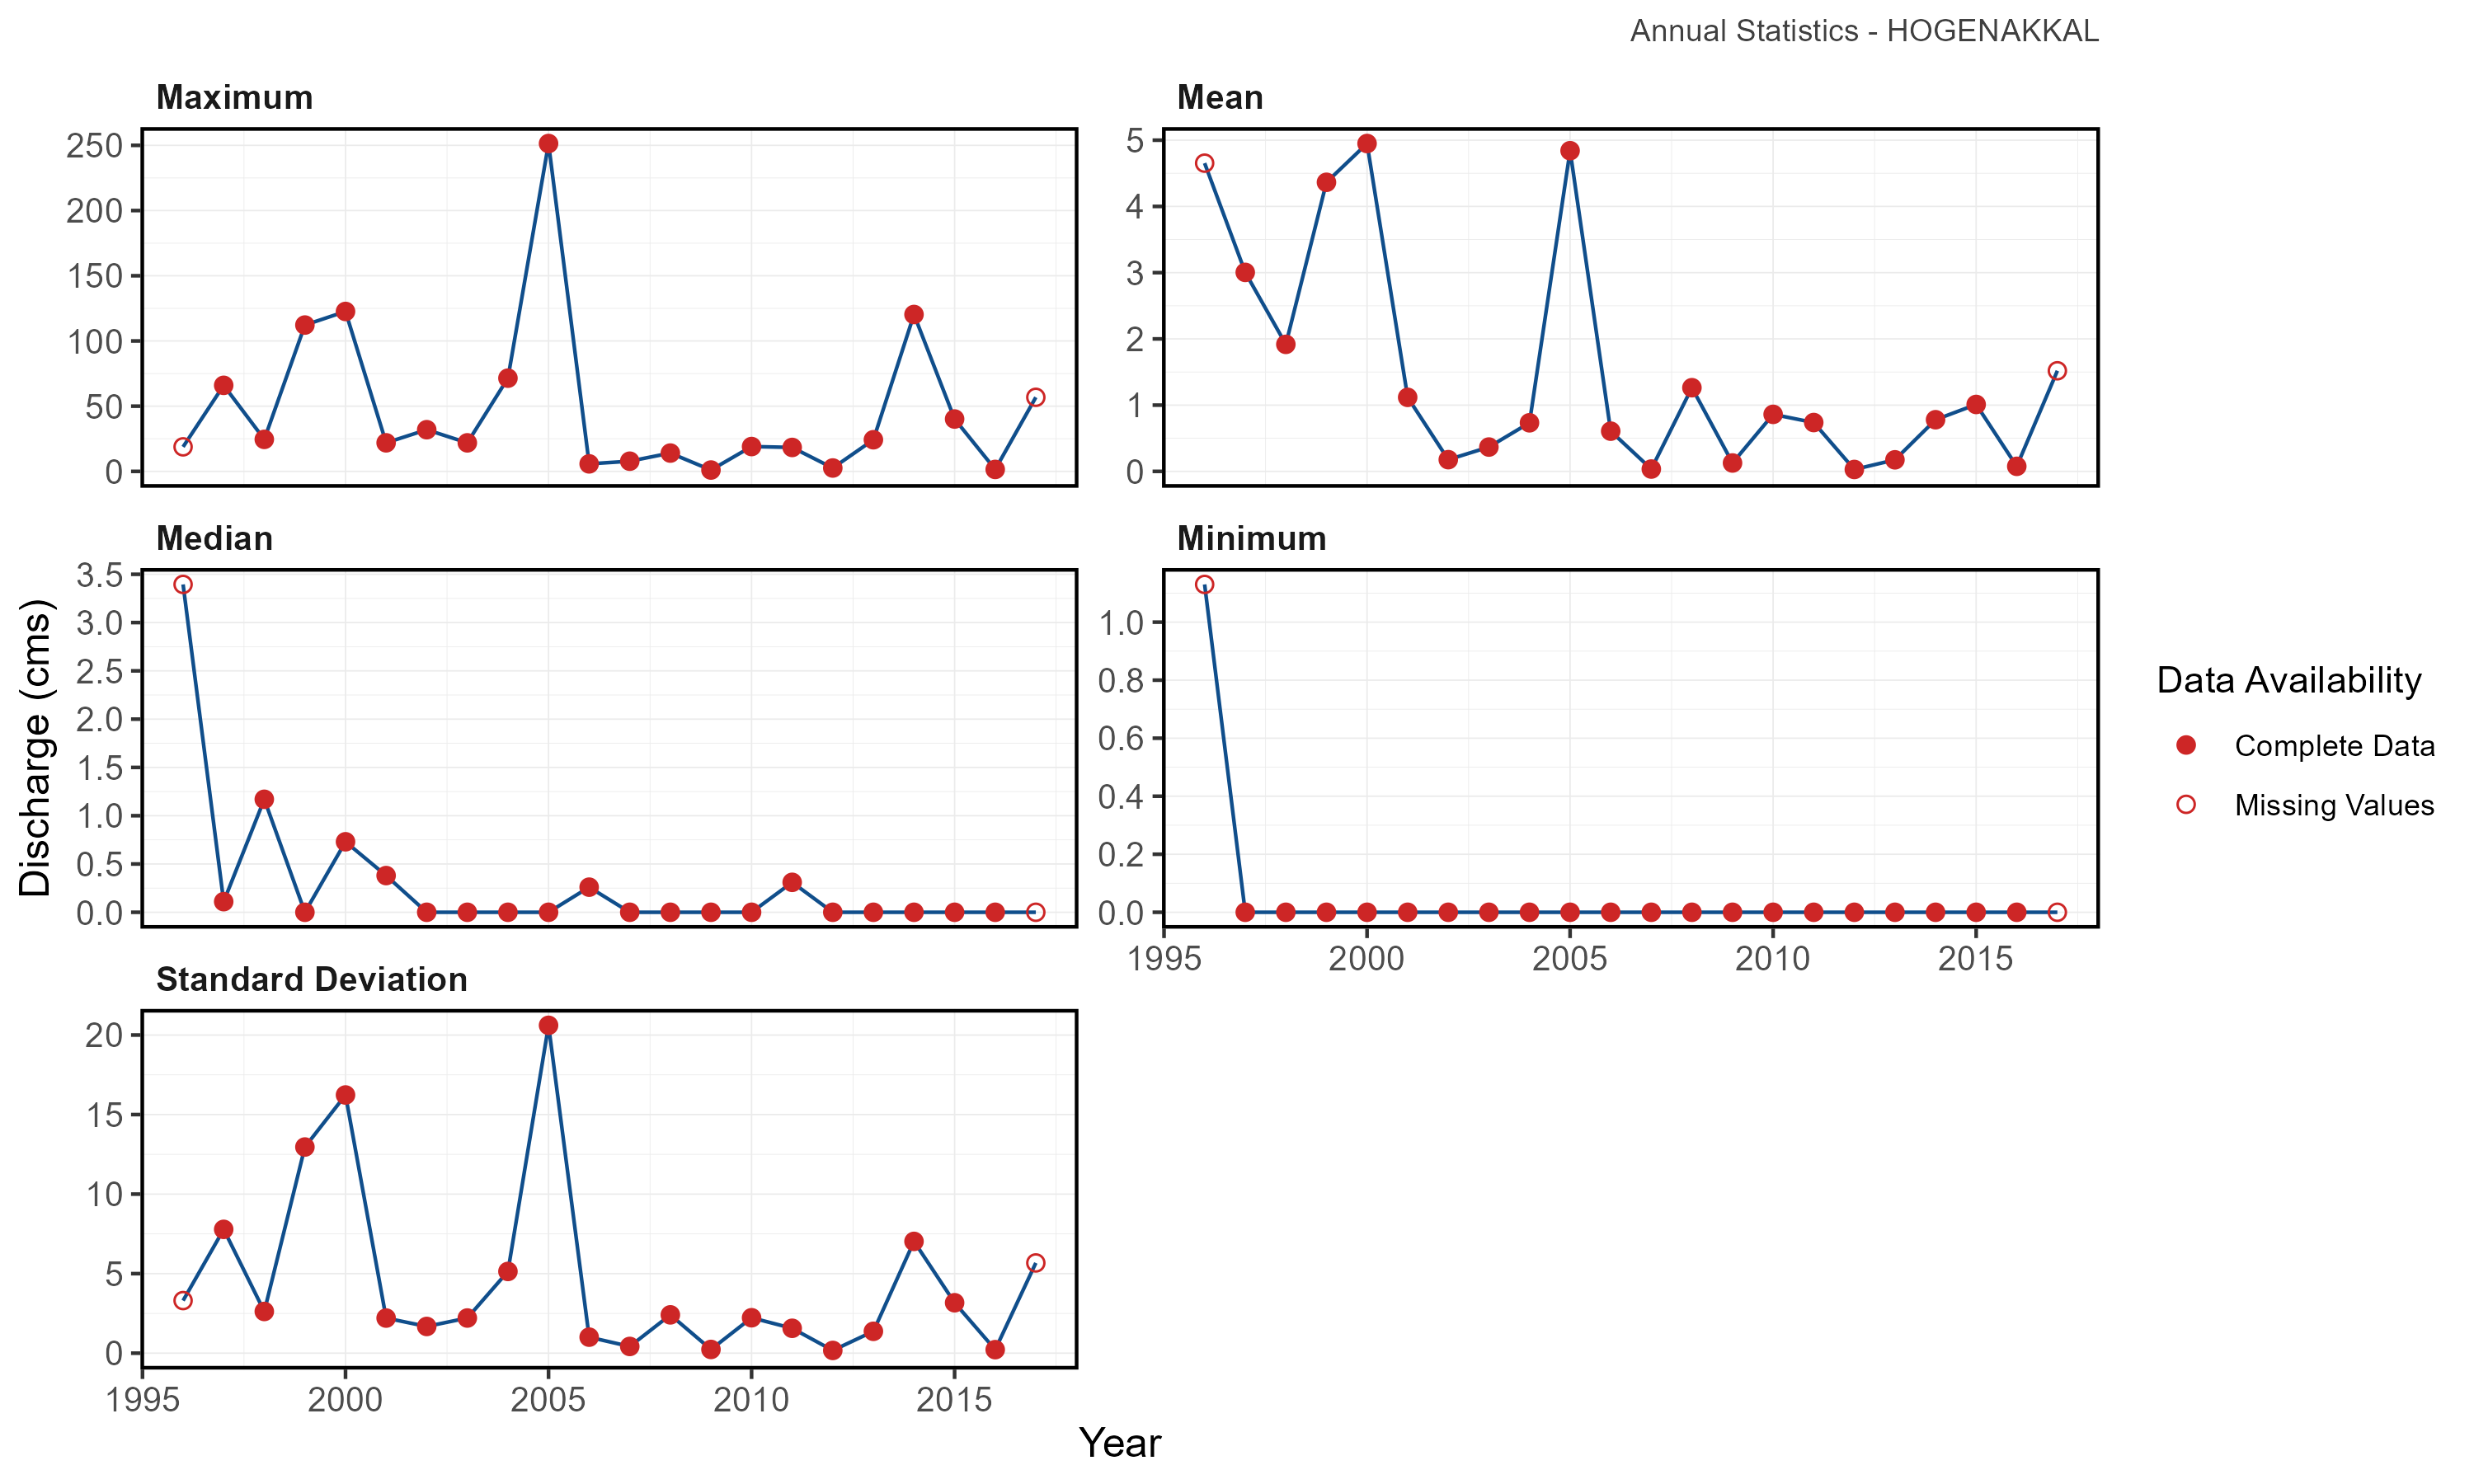 Annual Statistics - HOGENAKKAL
Maximum
250
200
150
100
50
0
Mean
5
4
3
2
1
0
Median
3.5
3.0
2.5
2.0
1.5
1.0
0.5
0.0
Minimum
1.0
0.8
0.6
0.4
0.2
0.0
1995 2000 2005 2010 2015
Standard Deviation
20
15
10
5
0
1995 2000 2005 2010 2015
Discharge (cms)
Year
Data Availability
Complete Data
Missing Values